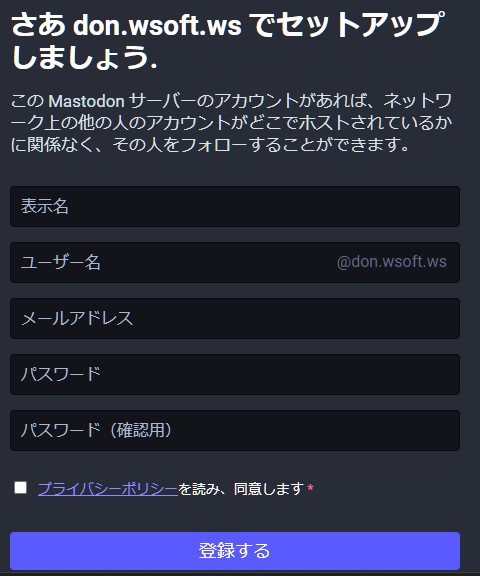 さあ don.wsoft.ws でセットアップ
しましょう.
この Mastodon サーバーのアカウントがあれば、ネットワ
ーク上の他の人のアカウントがどこでホストされているか
に関係なく、その人をフォローすることができます。
表示名
ユーザー名 @don.wsoft.ws
メールアドレス
パスワード
パスワード（確認用）
プライバシーポリシーを読み、同意します *
登録する